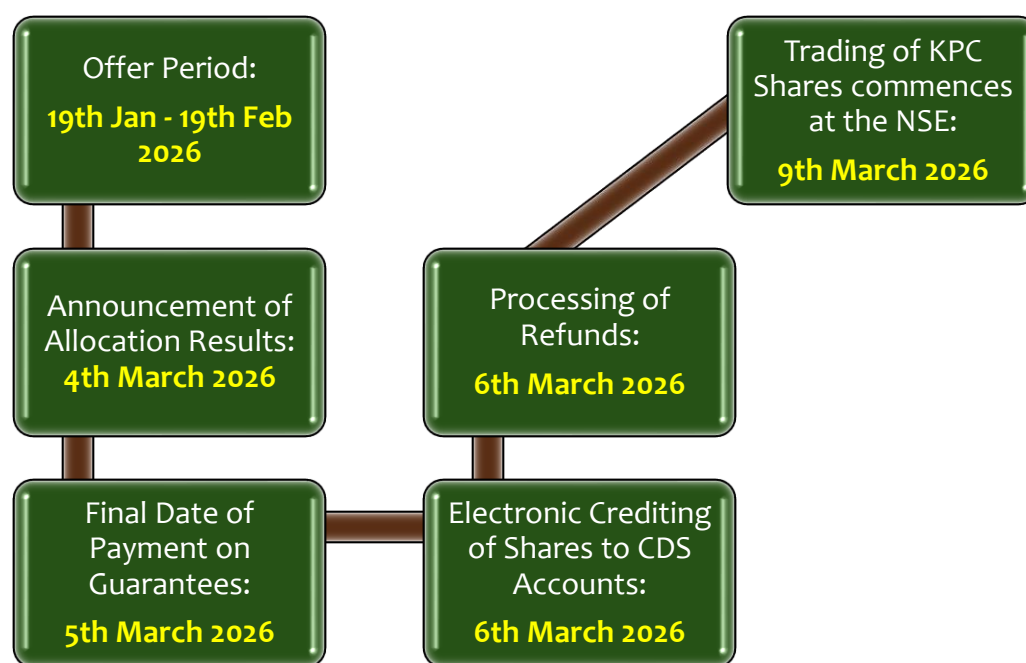 Offer Period:
19th Jan - 19th Feb
2026
Announcement of
Allocation Results:
4th March 2026
Final Date of
Payment on
Guarantees:
5th March 2026
Electronic Crediting
of Shares to CDS
Accounts:
6th March 2026
Processing of
Refunds:
6th March 2026
Trading of KPC
Shares commences
at the NSE:
9th March 2026